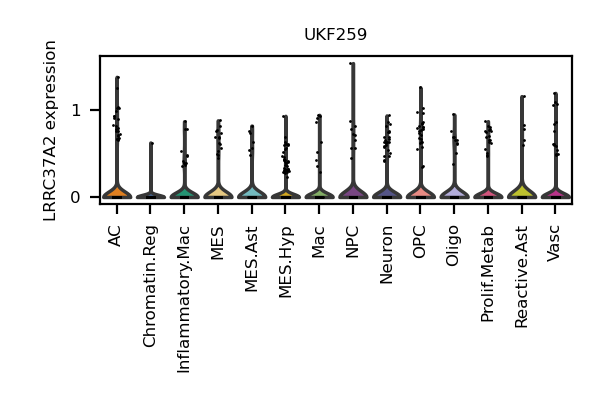 UKF259
LRRC37A2 expression
1
0
AC
Chromatin.Reg
Inflammatory.Mac
MES
MES.Ast
MES.Hyp
Mac
NPC
Neuron
OPC
Oligo
Prolif.Metab
Reactive.Ast
Vasc